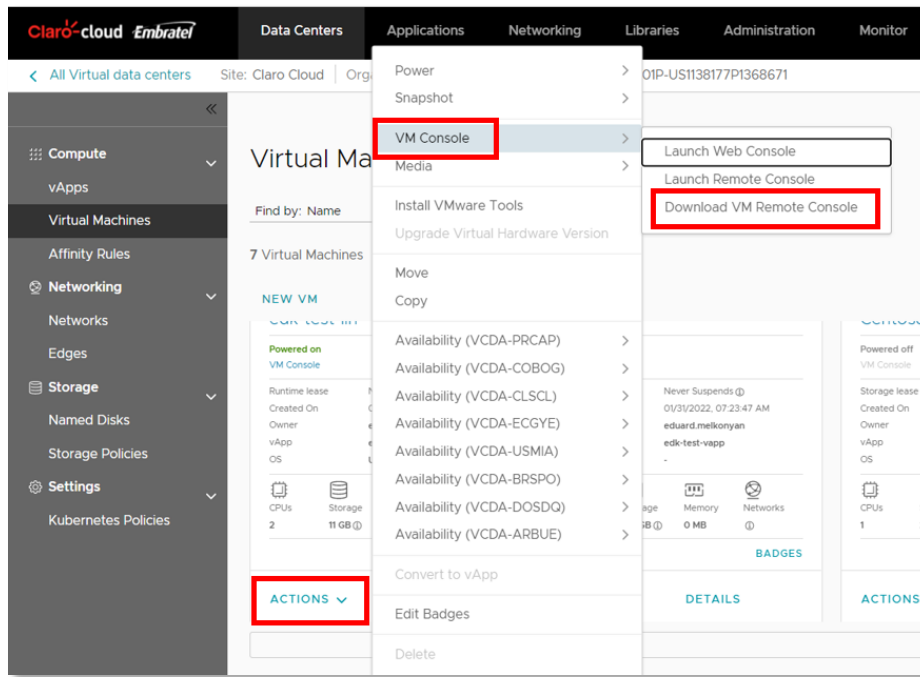 Claro-cloud Embratel
Data Centers Applications Networking Libraries Administration Monitor
All Virtual data centers Site: Claro Cloud 01P-US1138177P1368671
Compute
vApps
Virtual Machines
Affinity Rules
Networking
Networks
Edges
Storage
Named Disks
Storage Policies
Settings
Kubernetes Policies
Virtual Ma
Find by: Name
7 Virtual Machines
NEW VM
Powered on
VM Console
Runtime lease
Created On
Owner
vApp
OS
CPUs Storage
2 11 GB
ACTIONS
Power
Snapshot
VM Console
Media
Install VMware Tools
Upgrade Virtual Hardware Version
Move
Copy
Availability (VCDA-PRCAP)
Availability (VCDA-COBOG)
Availability (VCDA-CLSCL)
Availability (VCDA-ECGYE)
Availability (VCDA-USMIA)
Availability (VCDA-BRSPO)
Availability (VCDA-DOSDQ)
Availability (VCDA-ARBUE)
Convert to vApp
Edit Badges
Delete
Launch Web Console
Launch Remote Console
Download VM Remote Console
Never Suspends
01/31/2022, 07:23:47 AM
eduard.melkonyan
edk-test-vapp
-
Memory Networks
0 MB
BADGES
DETAILS
Powered off
VM Console
Storage lease
Created On
Owner
vApp
OS
CPUs
1
ACTIONS